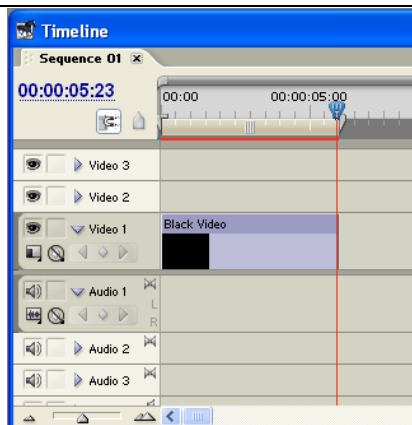 Timeline
Sequence 01
00:00:05:23
00:00 00:00:05:00
Video 3
Video 2
Video 1
Black Video
Audio 1
L
R
Audio 2
Audio 3